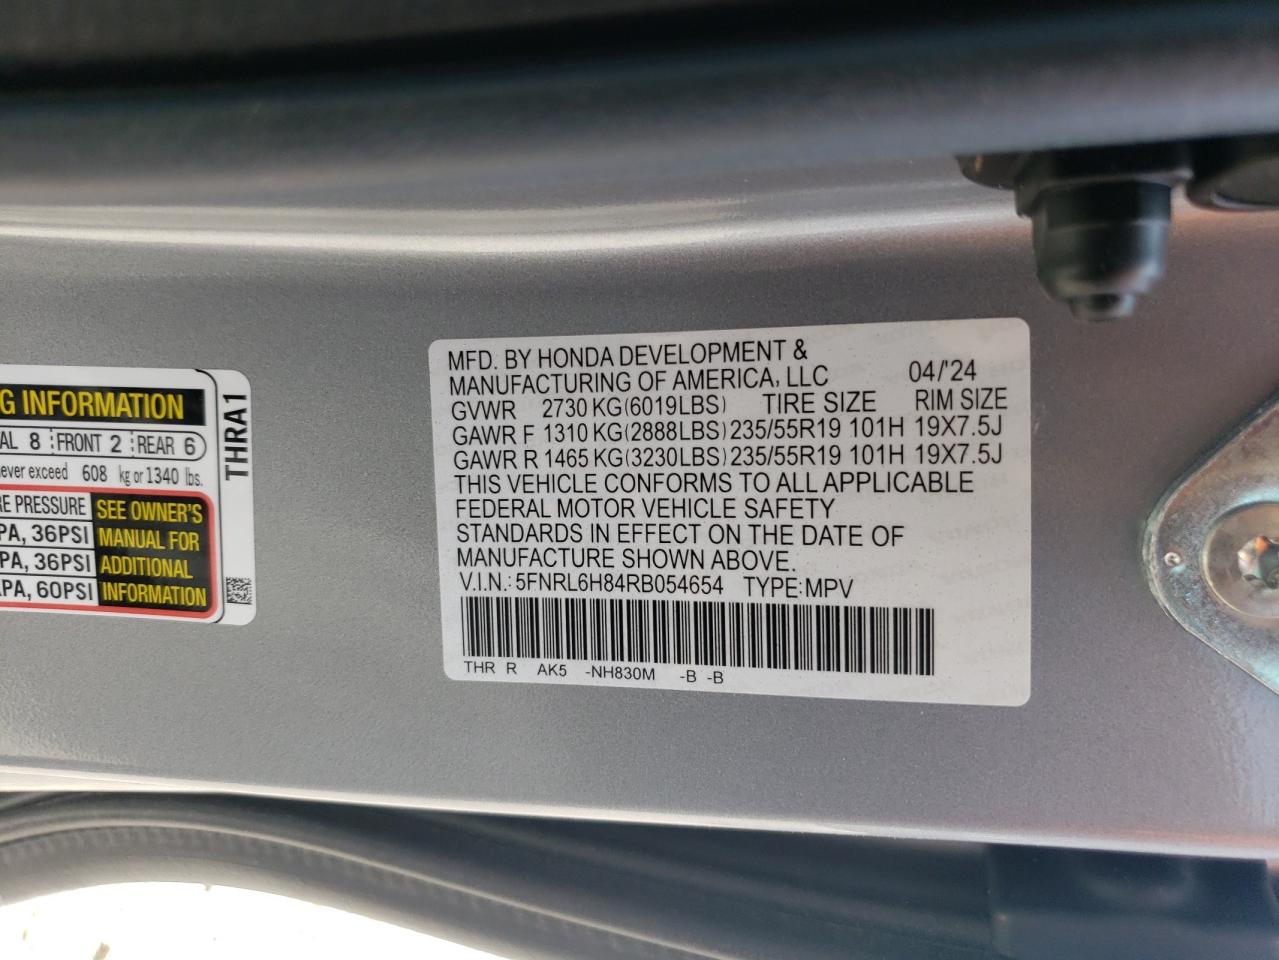 G INFORMATION
AL 8 FRONT 2 REAR 6
never exceed 608 kg or 1340 lbs.
RE PRESSURE
PA, 36PSI
PA, 36PSI
PA, 60PSI
SEE OWNER'S
MANUAL FOR
ADDITIONAL
INFORMATION
THRA1
MFD. BY HONDA DEVELOPMENT &
MANUFACTURING OF AMERICA, LLC 04/'24
GVWR 2730 KG(6019LBS) TIRE SIZE RIM SIZE
GAWR F 1310 KG(2888LBS) 235/55R19 101H 19X7.5J
GAWR R 1465 KG(3230LBS) 235/55R19 101H 19X7.5J
THIS VEHICLE CONFORMS TO ALL APPLICABLE
FEDERAL MOTOR VEHICLE SAFETY
STANDARDS IN EFFECT ON THE DATE OF
MANUFACTURE SHOWN ABOVE.
V.I.N.: 5FNRL6H84RB054654 TYPE:MPV
THR R AK5 -NH830M -B -B